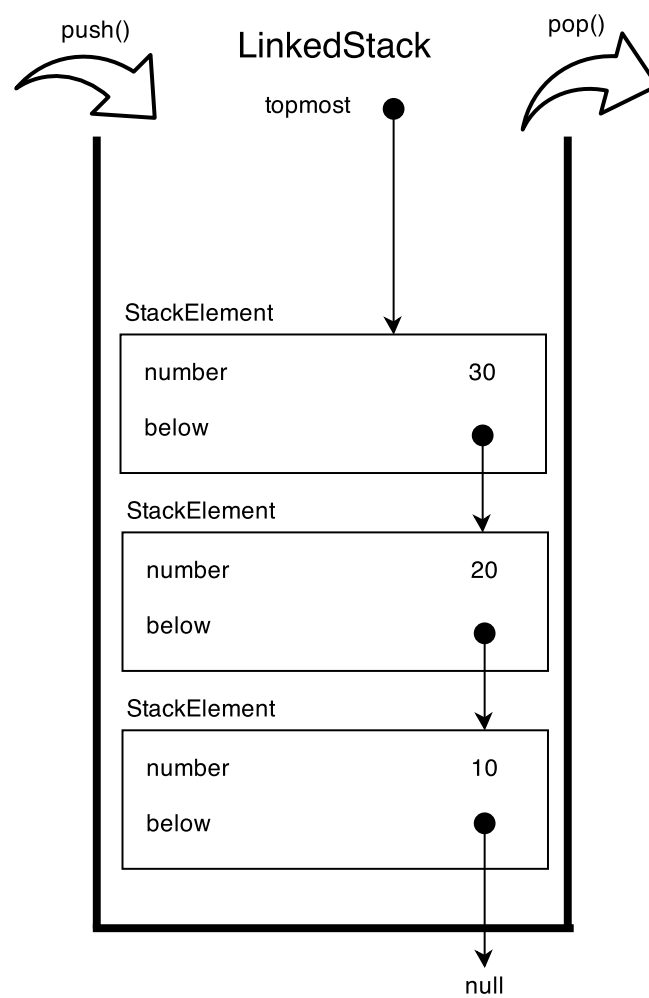 push()
LinkedStack
pop()
topmost
StackElement
number 30
below
StackElement
number 20
below
StackElement
number 10
below
null